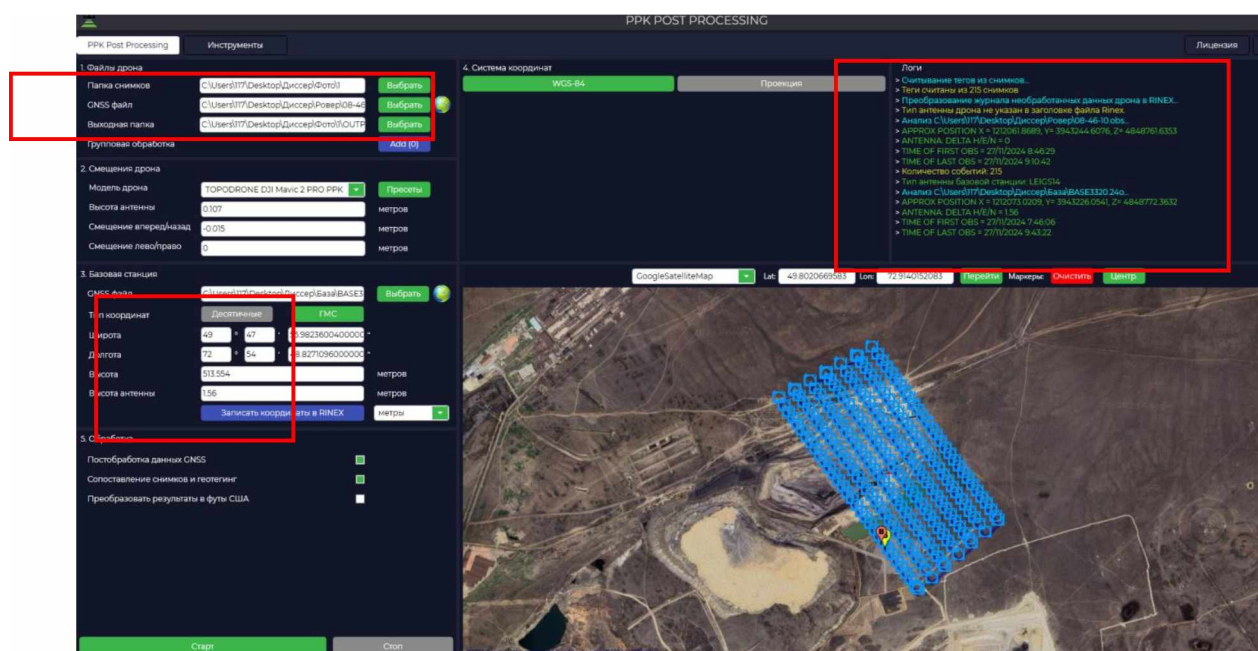 PPK POST PROCESSING
PPK Post Processing
Инструменты
Лицензия
1. Файлы дрона
Папка снимков C:\Users\117\Desktop\Диссер\Фото\1 Выбрать
GNSS файл C:\Users\117\Desktop\Диссер\Ровер\08-46 Выбрать
Выходная папка C:\Users\117\Desktop\Диссер\Фото\1\OUTP Выбрать
Групповая обработка Add (0)
2. Смещения дрона
Модель дрона TOPODRONE DJI Mavic 2 PRO PPK Пресеты
Высота антенны 0.107 метров
Смещение вперед/назад -0.015 метров
Смещение лево/право 0 метров
3. Базовая станция
GNSS файл C:\Users\117\Desktop\Диссер\База\BASE3 Выбрать
Тип координат Десятичные ГМС
Широта 49 ° 47 ' 56.9823600400000 "
Долгота 72 ° 54 ' 48.8271096000000 "
Высота 513.554 метров
Высота антенны 1.56 метров
Записать координаты в RINEX метры
5. Обработка
Постобработка данных GNSS
Сопоставление снимков и геотегинг
Преобразовать результаты в футы США
Старт Стоп
4. Система координат
WGS-84 Проекция
Логи
> Считывание тегов из снимков...
> Теги считаны из 215 снимков
> Преобразование журнала необработанных данных дрона в RINEX...
> Тип антенны дрона не указан в заголовке файла Rinex.
> Анализ C:\Users\117\Desktop\Диссер\Ровер\08-46-10.obs...
> APPROX POSITION X = 1212061.8689, Y= 3943244.6076, Z= 4848761.6353
> ANTENNA: DELTA H/E/N = 0
> TIME OF FIRST OBS = 27/11/2024 8:46:29
> TIME OF LAST OBS = 27/11/2024 9:10:42
> Количество событий: 215
> Тип антенны базовой станции: LEIGS14
> Анализ C:\Users\117\Desktop\Диссер\База\BASE3320.24o...
> APPROX POSITION X = 1212073.0209, Y= 3943226.0541, Z= 4848772.3632
> ANTENNA: DELTA H/E/N = 1.56
> TIME OF FIRST OBS = 27/11/2024 7:46:06
> TIME OF LAST OBS = 27/11/2024 9:43:22
GoogleSatelliteMap Lat: 49.8020669583 Lon: 72.9140152083 Перейти Маркеры: Очистить Центр